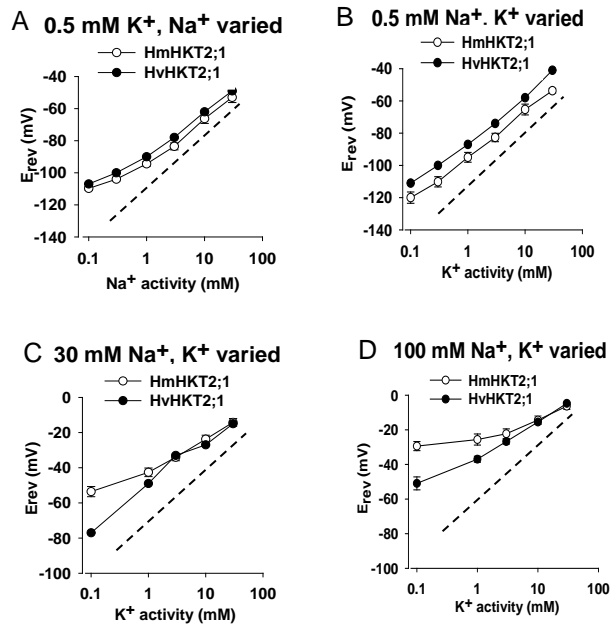 A 0.5 mM K+, Na+ varied
HmHKT2;1
HvHKT2;1
-40
-60
-80
-100
-120
-140
Erev (mV)
0.1 1 10 100
Na+ activity (mM)
B 0.5 mM Na+. K+ varied
HmHKT2;1
HvHKT2;1
-40
-60
-80
-100
-120
-140
Erev (mV)
0.1 1 10 100
K+ activity (mM)
C 30 mM Na+, K+ varied
HmHKT2;1
HvHKT2;1
0
-20
-40
-60
-80
-100
Erev (mV)
0.1 1 10 100
K+ activity (mM)
D 100 mM Na+, K+ varied
HmHKT2;1
HvHKT2;1
0
-20
-40
-60
-80
-100
Erev (mV)
0.1 1 10 100
K+ activity (mM)